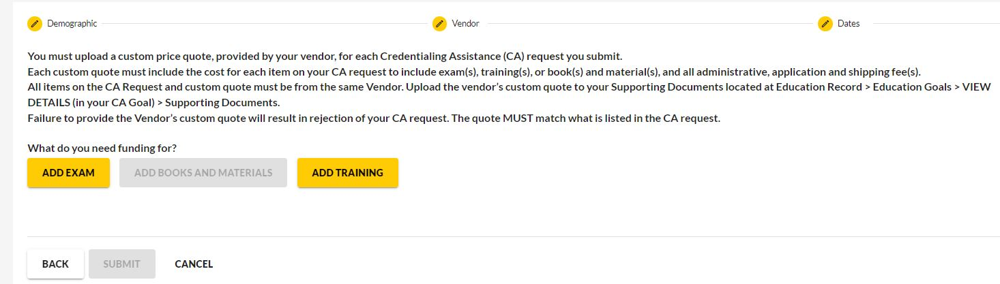 Demographic Vendor Dates
You must upload a custom price quote, provided by your vendor, for each Credentialing Assistance (CA) request you submit.
Each custom quote must include the cost for each item on your CA request to include exam(s), training(s), or book(s) and material(s), and all administrative, application and shipping fee(s).
All items on the CA Request and custom quote must be from the same Vendor. Upload the vendor’s custom quote to your Supporting Documents located at Education Record > Education Goals > VIEW
DETAILS (in your CA Goal) > Supporting Documents.
Failure to provide the Vendor’s custom quote will result in rejection of your CA request. The quote MUST match what is listed in the CA request.
What do you need funding for?
ADD EXAM ADD BOOKS AND MATERIALS ADD TRAINING
BACK SUBMIT CANCEL